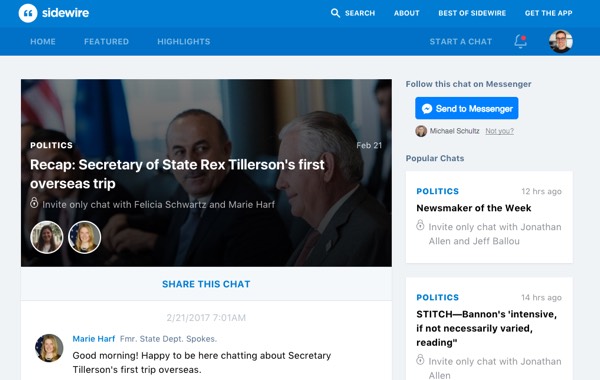 sidewire
SEARCH
ABOUT
BEST OF SIDEWIRE
GET THE APP
HOME
FEATURED
HIGHLIGHTS
START A CHAT
POLITICS
Feb 21
Recap: Secretary of State Rex Tillerson's first
overseas trip
Invite only chat with Felicia Schwartz and Marie Harf
SHARE THIS CHAT
2/21/2017 7:01AM
Marie Harf Fmr. State Dept. Spokes.
Good morning! Happy to be here chatting about Secretary
Tillerson's first trip overseas.
Follow this chat on Messenger
Send to Messenger
Michael Schultz Not you?
Popular Chats
POLITICS
12 hrs ago
Newsmaker of the Week
Invite only chat with Jonathan
Allen and Jeff Ballou
POLITICS
14 hrs ago
STITCH—Bannon's 'intensive,
if not necessarily varied,
reading"
Invite only chat with Jonathan
Allen